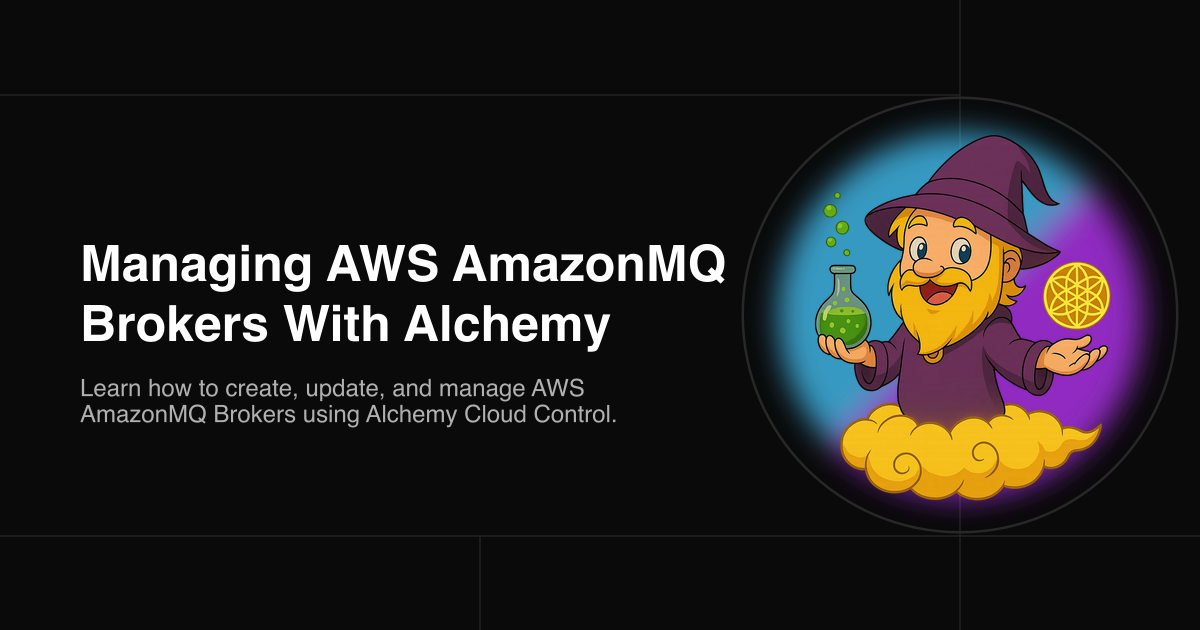 Managing AWS AmazonMQ
Brokers With Alchemy
Learn how to create, update, and manage AWS
AmazonMQ Brokers using Alchemy Cloud Control.